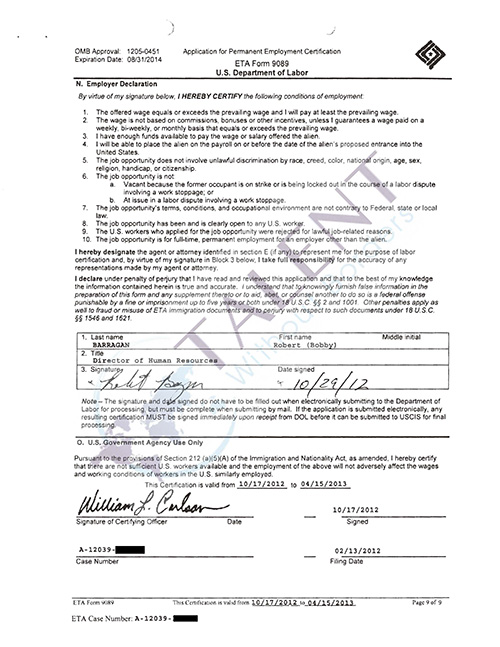 OMB Approval: 1205-0451
Expiration Date: 08/31/2014
Application for Permanent Employment Certification
ETA Form 9089
U.S. Department of Labor
N. Employer Declaration
By virtue of my signature below, I HEREBY CERTIFY the following conditions of employment:
1. The offered wage equals or exceeds the prevailing wage and I will pay at least the prevailing wage.
2. The wage is not based on commissions, bonuses or other incentives, unless I guarantees a wage paid on a
weekly, bi-weekly, or monthly basis that equals or exceeds the prevailing wage.
3. I have enough funds available to pay the wage or salary offered the alien.
4. I will be able to place the alien on the payroll on or before the date of the alien's proposed entrance into the
United States.
5. The job opportunity does not involve unlawful discrimination by race, creed, color, national origin, age, sex,
religion, handicap, or citizenship.
6. The job opportunity is not
a. Vacant because the former occupant is on strike or is being locked out in the course of a labor dispute
involving a work stoppage; or
b. At issue in a labor dispute involving a work stoppage.
7. The job opportunity's terms, conditions, and occupational environment are not contrary to Federal, state or local
law.
8. The job opportunity has been and is clearly open to any U.S. worker.
9. The U.S. workers who applied for the job opportunity were rejected for lawful job-related reasons.
10. The job opportunity is for full-time, permanent employment for an employer other than the alien.
I hereby designate the agent or attorney identified in section E (if any) to represent me for the purpose of labor
certification and, by virtue of my signature in Block 3 below, I take full responsibility for the accuracy of any
representations made by my agent or attorney.
I declare under penalty of perjury that I have read and reviewed this application and that to the best of my knowledge
the information contained herein is true and accurate. I understand that to knowingly furnish false information in the
preparation of this form and any supplement thereto or to aid, abet, or counsel another to do so is a federal offense
punishable by a fine or imprisonment up to five years or both under 18 U.S.C. §§ 2 and 1001. Other penalties apply as
well to fraud or misuse of ETA immigration documents and to perjury with respect to such documents under 18 U.S.C.
§§ 1546 and 1621.
1. Last name First name Middle initial
BARRAGAN Robert (Bobby)
2. Title
Director of Human Resources
3. Signature Date signed
10/29/12
Note – The signature and date signed do not have to be filled out when electronically submitting to the Department of
Labor for processing, but must be complete when submitting by mail. If the application is submitted electronically, any
resulting certification MUST be signed immediately upon receipt from DOL before it can be submitted to USCIS for final
processing.
O. U.S. Government Agency Use Only
Pursuant to the provisions of Section 212 (a)(5)(A) of the Immigration and Nationality Act, as amended, I hereby certify
that there are not sufficient U.S. workers available and the employment of the above will not adversely affect the wages
and working conditions of workers in the U.S. similarly employed.
This Certification is valid from 10/17/2012 to 04/15/2013
William L. Carlson 10/17/2012
Signature of Certifying Officer Date Signed
A-12039- 02/13/2012
Case Number Filing Date
ETA Form 9089 This Certification is valid from 10/17/2012 to 04/15/2013 Page 9 of 9
ETA Case Number: A-12039-
TALENT
Without Borders